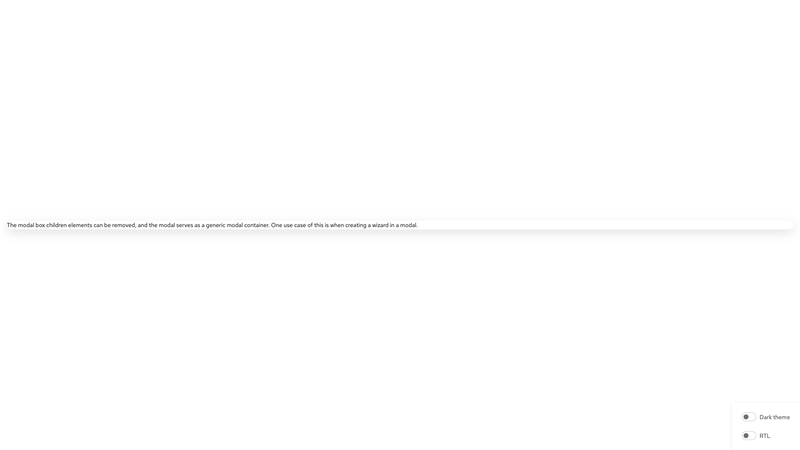 The modal box children elements can be removed, and the modal serves as a generic modal container. One use case of this is when creating a wizard in a modal.
Dark theme
RTL